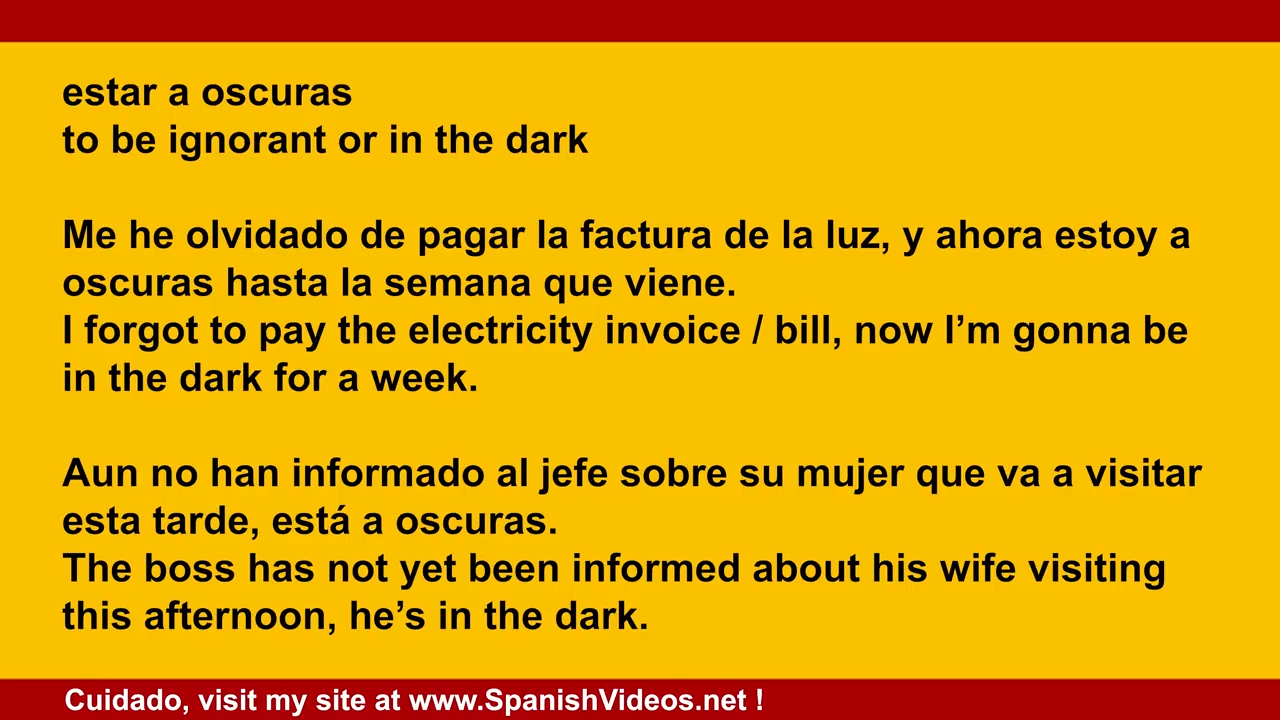 estar a oscuras
to be ignorant or in the dark
Me he olvidado de pagar la factura de la luz, y ahora estoy a
oscuras hasta la semana que viene.
I forgot to pay the electricity invoice / bill, now I’m gonna be
in the dark for a week.
Aun no han informado al jefe sobre su mujer que va a visitar
esta tarde, está a oscuras.
The boss has not yet been informed about his wife visiting
this afternoon, he’s in the dark.
Cuidado, visit my site at www.SpanishVideos.net !